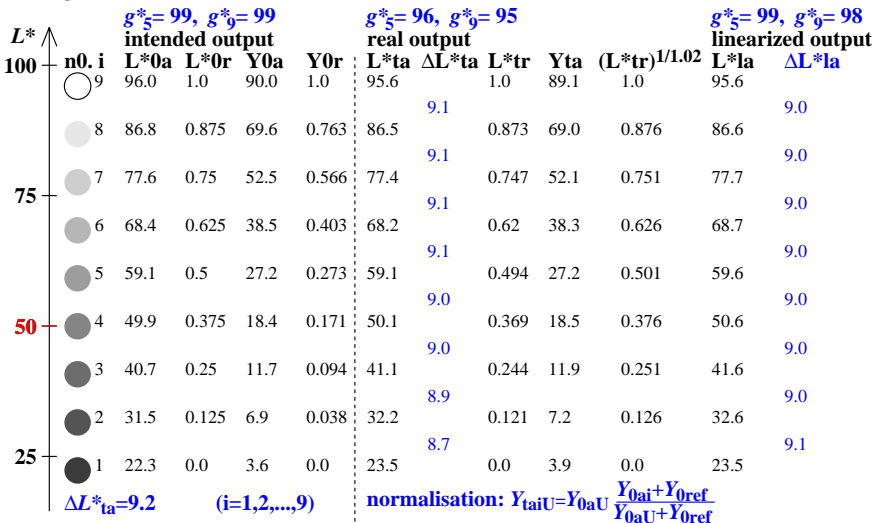 g*5= 99, g*9= 99 g*5= 96, g*9= 95 g*5= 99, g*9= 98
L* intended output real output linearized output
100 n0. i L*0a L*0r Y0a Y0r L*ta ΔL*ta L*tr Yta (L*tr)1/1.02 L*la ΔL*la
9 96.0 1.0 90.0 1.0 95.6 1.0 89.1 1.0 95.6
9.1 9.0
8 86.8 0.875 69.6 0.763 86.5 0.873 69.0 0.876 86.6
9.1 9.0
7 77.6 0.75 52.5 0.566 77.4 0.747 52.1 0.751 77.7
75
9.1 9.0
6 68.4 0.625 38.5 0.403 68.2 0.62 38.3 0.626 68.7
9.1 9.0
5 59.1 0.5 27.2 0.273 59.1 0.494 27.2 0.501 59.6
9.0 9.0
50 4 49.9 0.375 18.4 0.171 50.1 0.369 18.5 0.376 50.6
9.0 9.0
3 40.7 0.25 11.7 0.094 41.1 0.244 11.9 0.251 41.6
8.9 9.0
2 31.5 0.125 6.9 0.038 32.2 0.121 7.2 0.126 32.6
8.7 9.1
25 1 22.3 0.0 3.6 0.0 23.5 0.0 3.9 0.0 23.5
ΔL*ta=9.2 (i=1,2,...,9) normalisation: YtaiU=Y0aU Y0ai+Y0ref
Y0aU+Y0ref